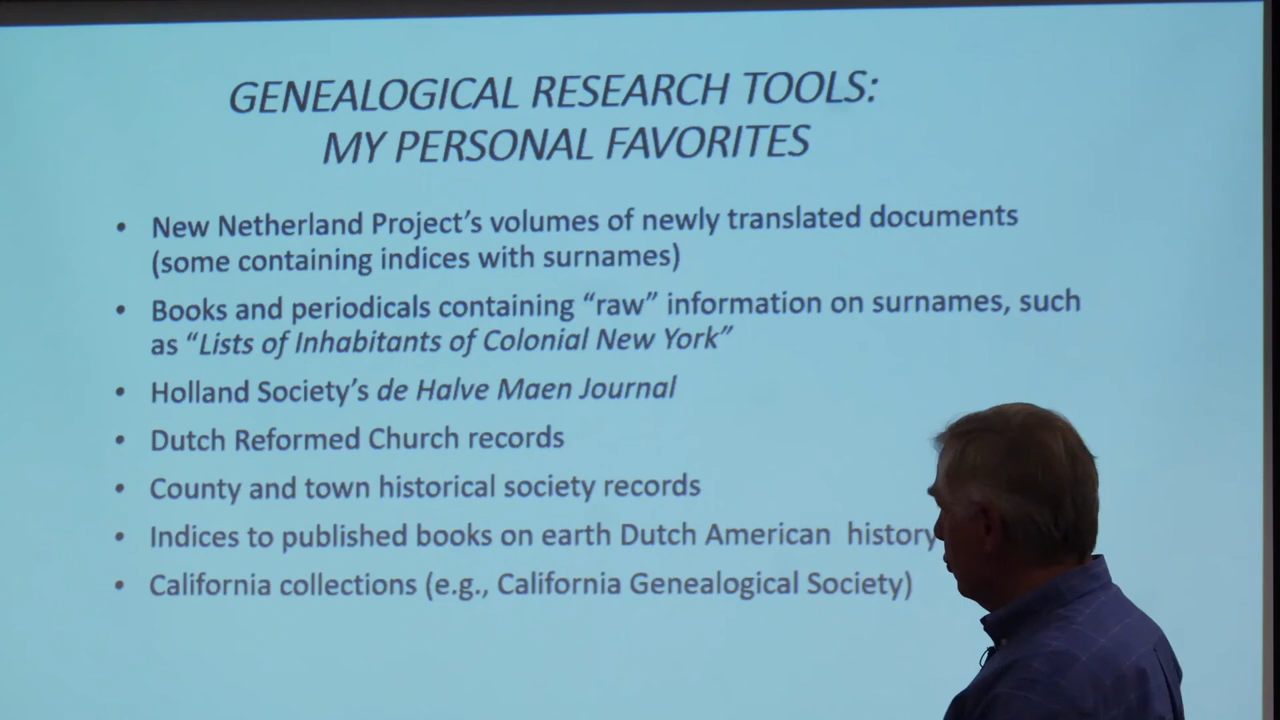 GENEALOGICAL RESEARCH TOOLS:
MY PERSONAL FAVORITES
• New Netherland Project’s volumes of newly translated documents
(some containing indices with surnames)
• Books and periodicals containing “raw” information on surnames, such
as “Lists of Inhabitants of Colonial New York”
• Holland Society’s de Halve Maen Journal
• Dutch Reformed Church records
• County and town historical society records
• Indices to published books on earth Dutch American history
• California collections (e.g., California Genealogical Society)